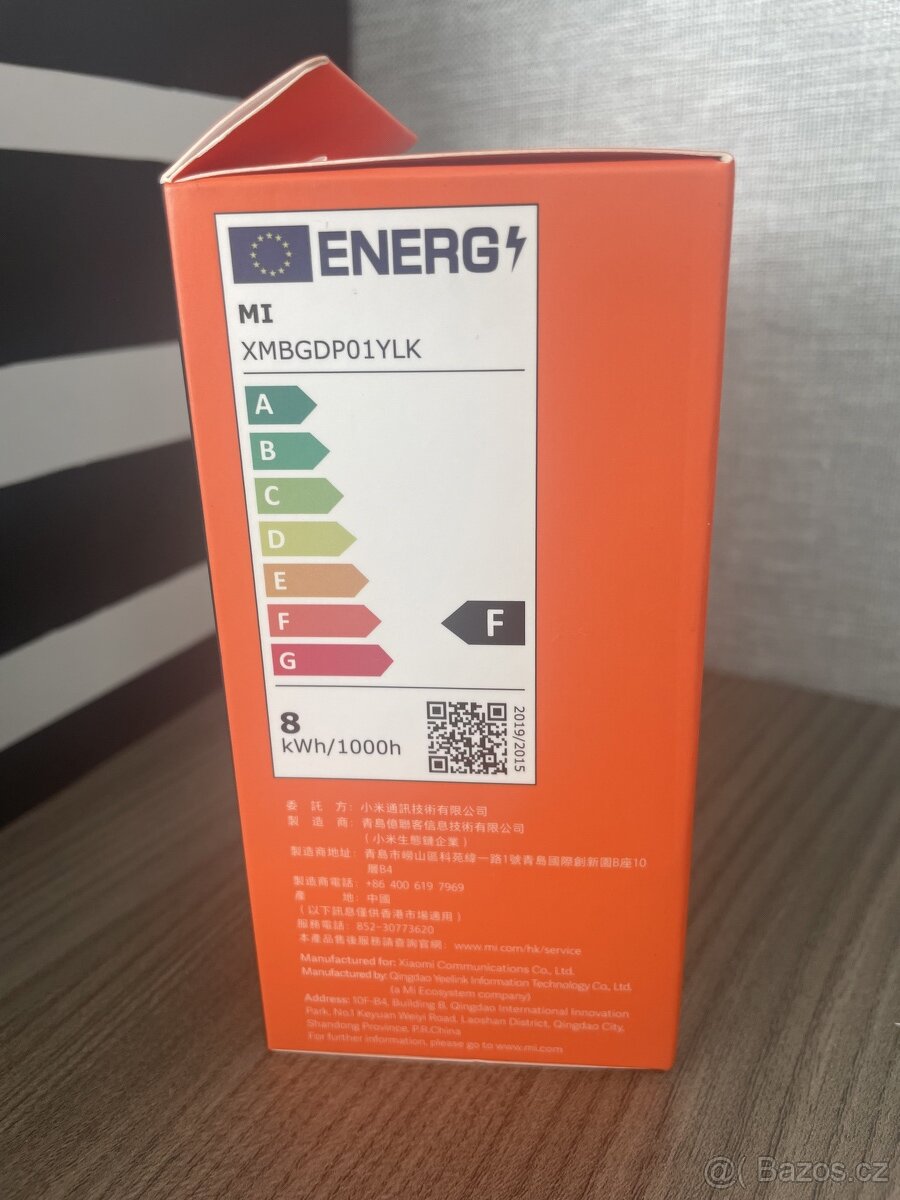 ENERG
MI
XMBGDP01YLK
A
B
C
D
E
F
F
G
8
kWh/1000h
2019/2015
委託方：小米通訊技術有限公司
製造商：青島億聯客信息技術有限公司
（小米生態鏈企業）
製造商地址：青島市嶗山區科苑緯一路1號青島國際創新園B座10
層B4
製造商電話：+86 400 619 7969
產地：中國
（以下訊息僅供香港市場適用）
服務電話：852-30773620
本產品售後服務請查詢官網：www.mi.com/hk/service
Manufactured for: Xiaomi Communications Co., Ltd.
Manufactured by: Qingdao Yeelink Information Technology Co., Ltd.
(a Mi Ecosystem company)
Address: 10F-B4, Building B, Qingdao International Innovation
Park, No.1 Keyuan Weiyi Road, Laoshan District, Qingdao City,
Shandong Province, P.R.China
For further information, please go to www.mi.com
@( Bazos.cz